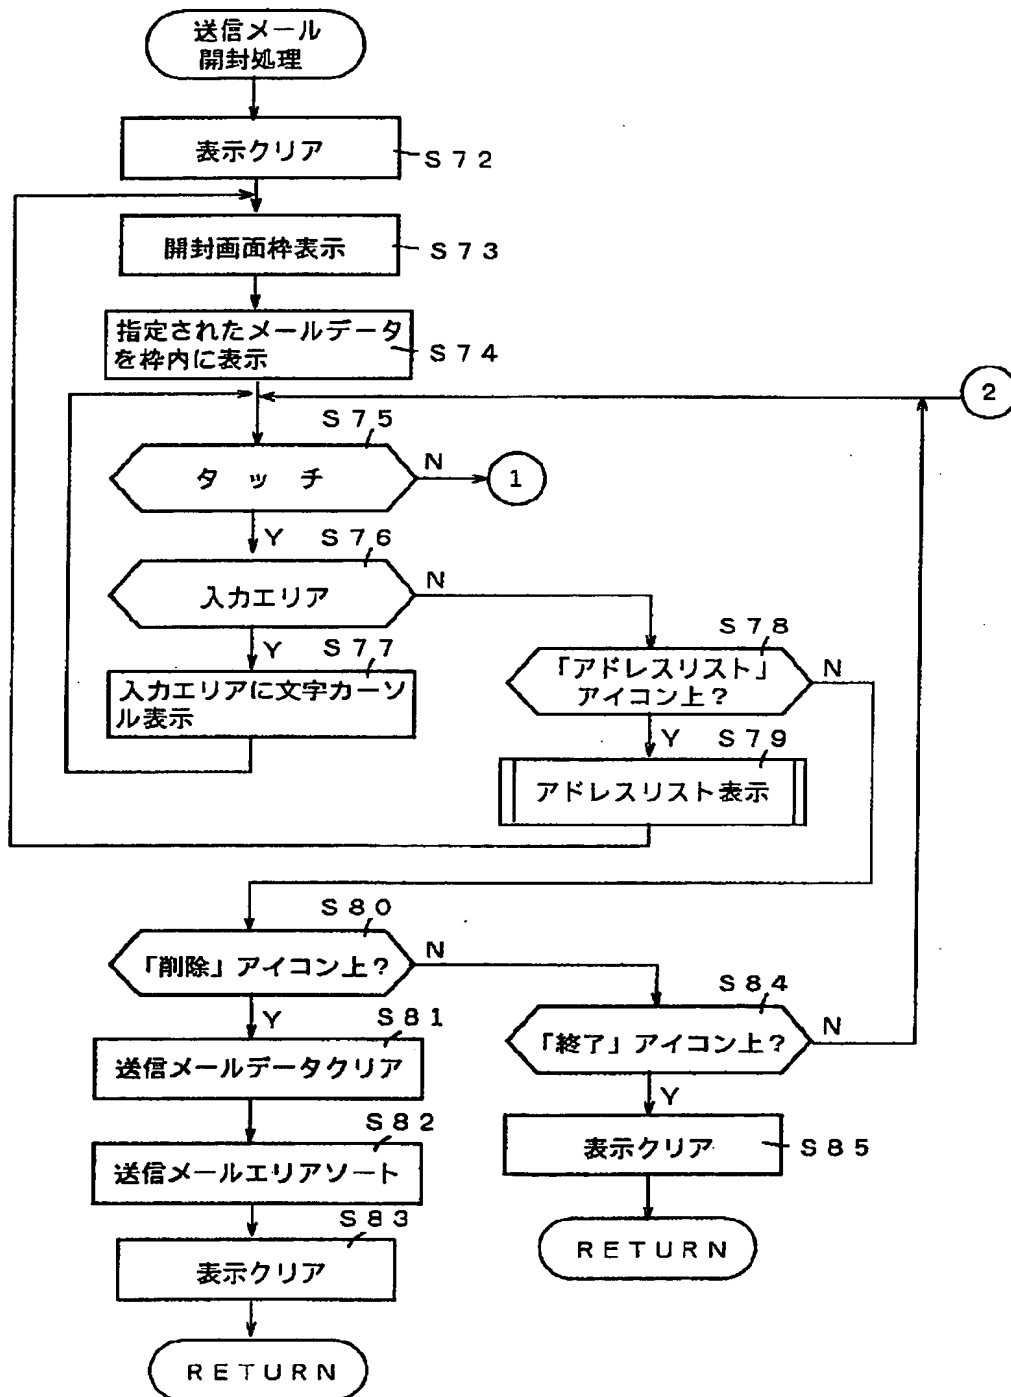 送信メール
開封処理
表示クリア
S72
開封画面枠表示
S73
指定されたメールデータ
を枠内に表示
S74
2
S75
タッチ
N
1
Y
S76
入力エリア
N
Y
S77
入力エリアに文字カーソ
ル表示
S78
「アドレスリスト」
アイコン上?
N
Y
S79
アドレスリスト表示
S80
「削除」アイコン上?
N
Y
S81
送信メールデータクリア
S82
送信メールエリアソート
S83
表示クリア
RETURN
S84
「終了」アイコン上?
N
Y
表示クリア
S85
RETURN